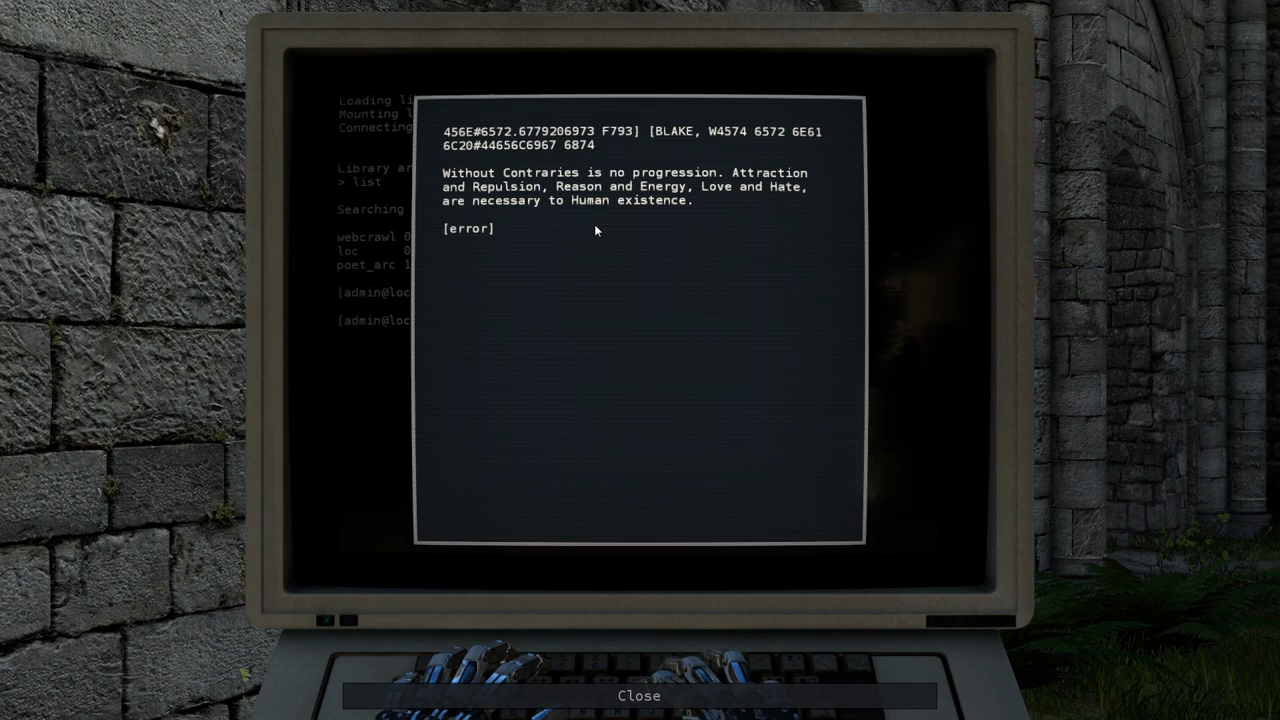 456E#6572.6779206973 F793] [BLAKE, W4574 6572 6E61
6C20#44656C6967 6874
Without Contraries is no progression. Attraction
and Repulsion, Reason and Energy, Love and Hate,
are necessary to Human existence.
[error]
Loading li
Mounting l
Connecting
Library ar
> list
Searching
webcrawl 0
loc 0
poet_arc 1
[admin@loc
[admin@loc
Close